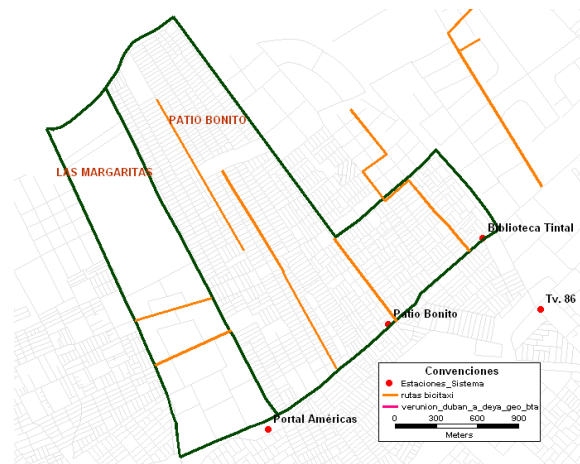 PATIO BONITO
LAS MARGARITAS
Biblioteca Tintal
Tv. 86
Patio Bonito
Portal Américas
Convenciones
Estaciones_Sistema
rutas bicitaxi
verunion_duban_a_deya_geo_bta
0 300 600 900
Meters